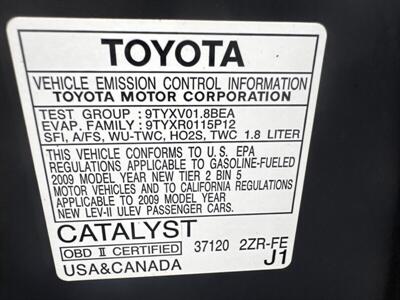 TOYOTA
VEHICLE EMISSION CONTROL INFORMATION
TOYOTA MOTOR CORPORATION
TEST GROUP : 9TYXV01.8BEA
EVAP. FAMILY : 9TYXR0115P12
SFI, A/FS, WU-TWC, HO2S, TWC 1.8 LITER
THIS VEHICLE CONFORMS TO U.S. EPA
REGULATIONS APPLICABLE TO GASOLINE-FUELED
2009 MODEL YEAR NEW TIER 2 BIN 5
MOTOR VEHICLES AND TO CALIFORNIA REGULATIONS
APPLICABLE TO 2009 MODEL YEAR
NEW LEV-II ULEV PASSENGER CARS.
CATALYST
OBD II CERTIFIED 37120 2ZR-FE
USA&CANADA J1